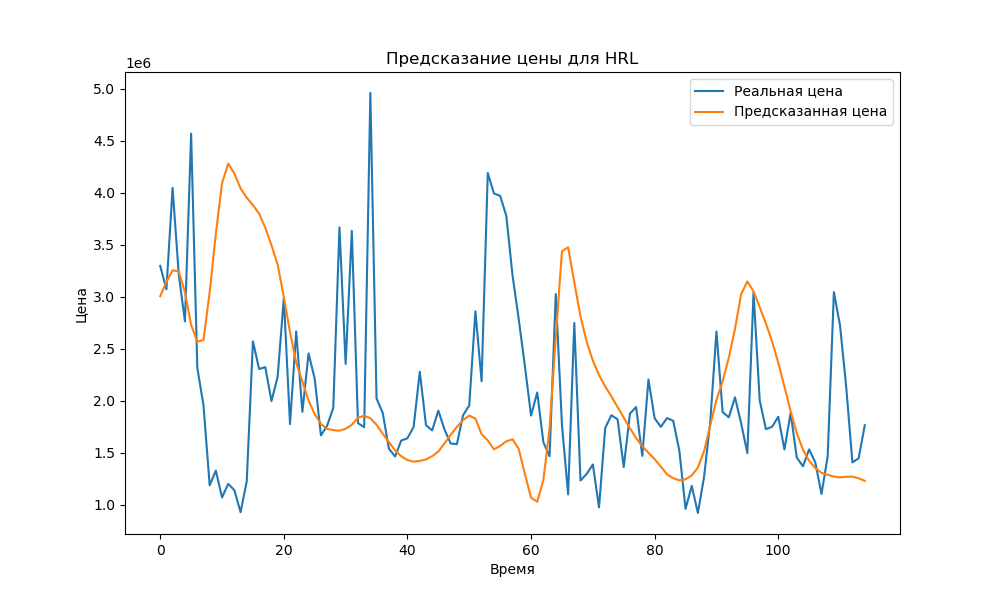 Предсказание цены для HRL
1e6
Реальная цена
Предсказанная цена
5.0
4.5
4.0
3.5
3.0
2.5
2.0
1.5
1.0
Цена
0 20 40 60 80 100
Время